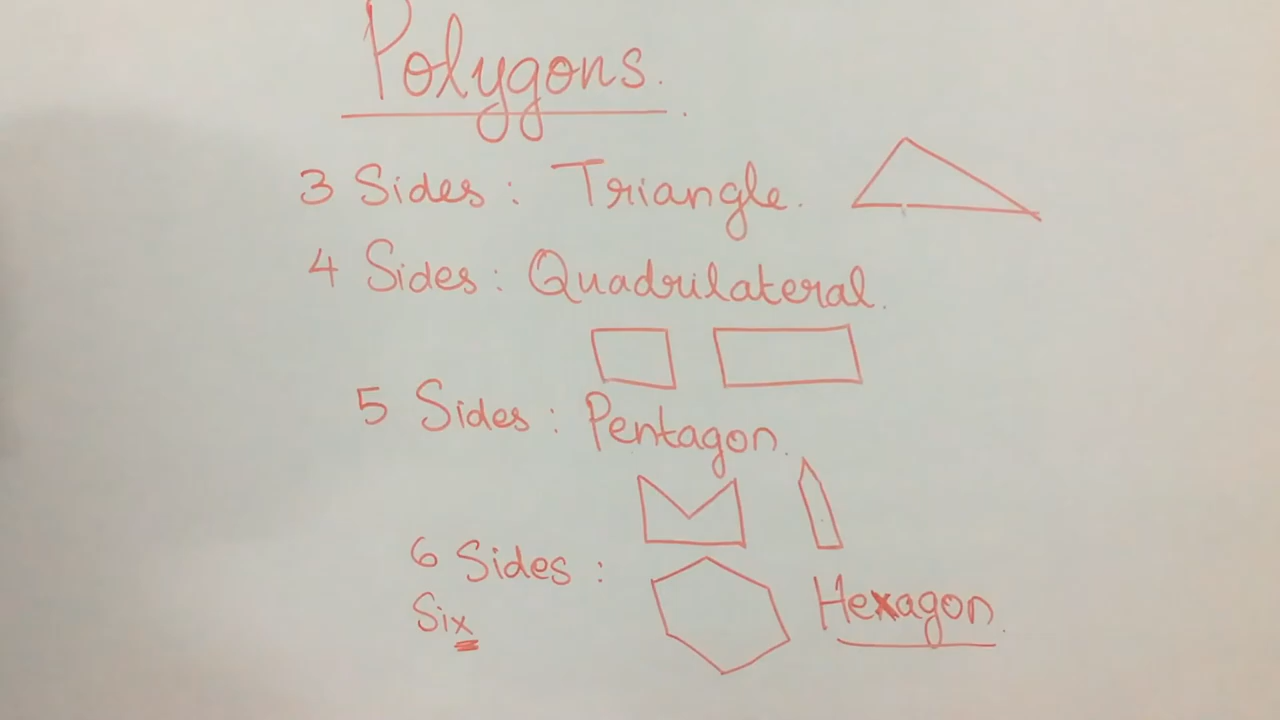 Polygons.
3 Sides : Triangle.
4 Sides : Quadrilateral.
5 Sides : Pentagon.
6 Sides :
Six
Hexagon.